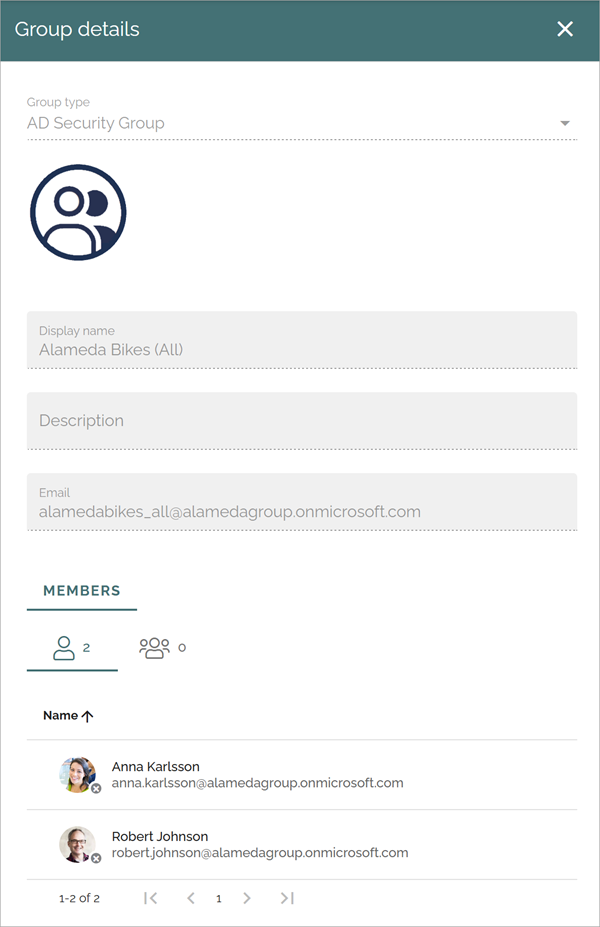 Group details
Group type
AD Security Group
Display name
Alameda Bikes (All)
Description
Email
alamedabikes_all@alamedagroup.onmicrosoft.com
MEMBERS
2 0
Name
Anna Karlsson
anna.karlsson@alamedagroup.onmicrosoft.com
Robert Johnson
robert.johnson@alamedagroup.onmicrosoft.com
1-2 of 2 1